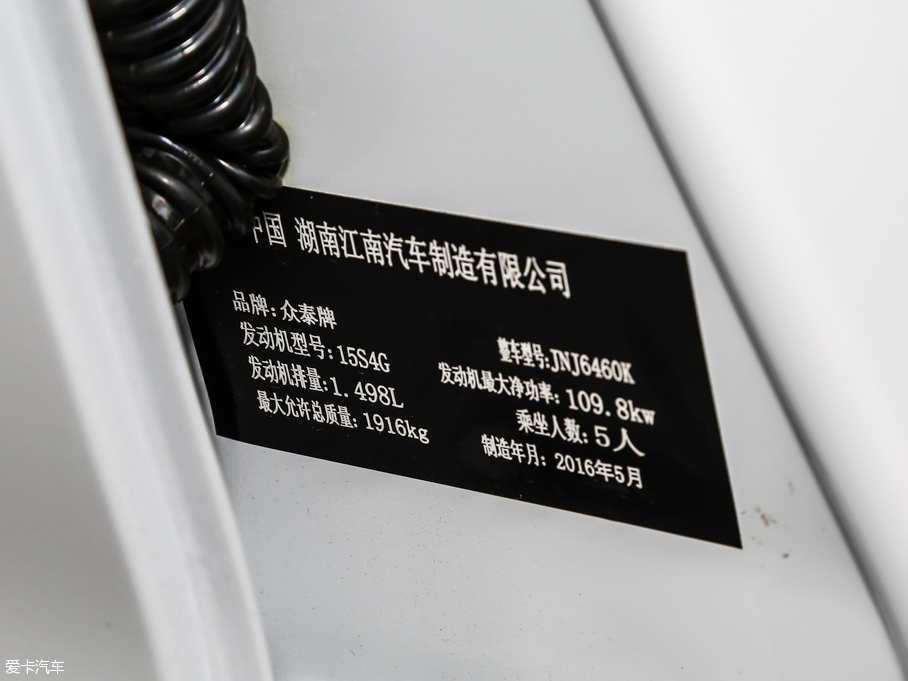 中国 湖南江南汽车制造有限公司
品牌:众泰牌
发动机型号:15S4G 整车型号:JNJ6460K
发动机排量:1.498L 发动机最大净功率:109.8kw
最大允许总质量:1916kg 乘坐人数:5人
制造年月:2016年5月
爱卡汽车